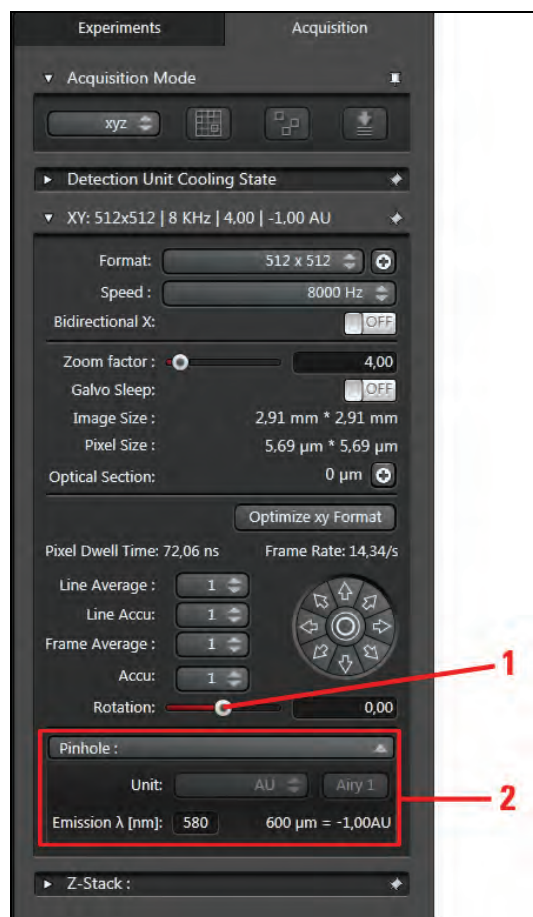 Experiments Acquisition
Acquisition Mode
xyz
Detection Unit Cooling State
XY: 512x512 | 8 KHz | 4,00 | -1,00 AU
Format: 512 x 512
Speed : 8000 Hz
Bidirectional X: OFF
Zoom factor : 4,00
Galvo Sleep: OFF
Image Size : 2,91 mm * 2,91 mm
Pixel Size : 5,69 µm * 5,69 µm
Optical Section: 0 µm
Optimize xy Format
Pixel Dwell Time: 72,06 ns Frame Rate: 14,34/s
Line Average : 1
Line Accu: 1
Frame Average : 1
Accu: 1
Rotation: 0,00
1
Pinhole :
Unit: AU Airy 1
2
Emission λ [nm]: 580 600 µm = -1,00AU
Z-Stack :